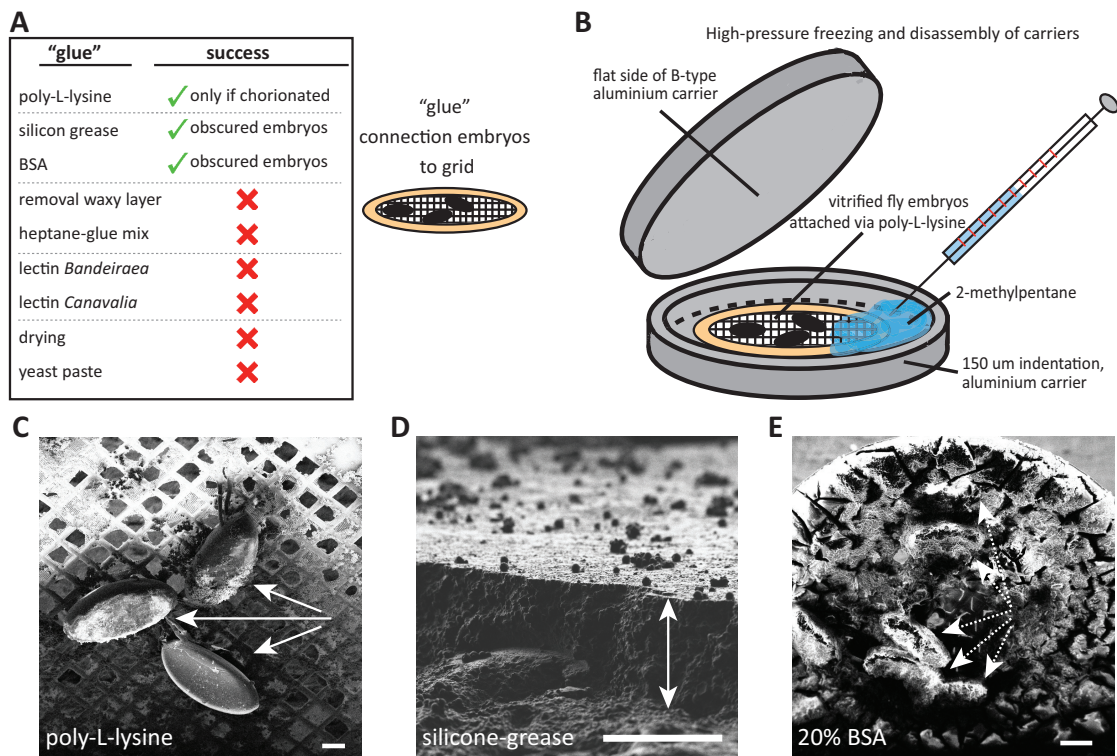 A
“glue” success
poly-L-lysine only if chorionated
silicon grease obscured embryos
BSA obscured embryos
removal waxy layer
heptane-glue mix
lectin Bandeiraea
lectin Canavalia
drying
yeast paste
“glue”
connection embryos
to grid
B
High-pressure freezing and disassembly of carriers
flat side of B-type
aluminium carrier
vitrified fly embryos
attached via poly-L-lysine
2-methylpentane
150 um indentation,
aluminium carrier
C
poly-L-lysine
D
silicone-grease
E
20% BSA